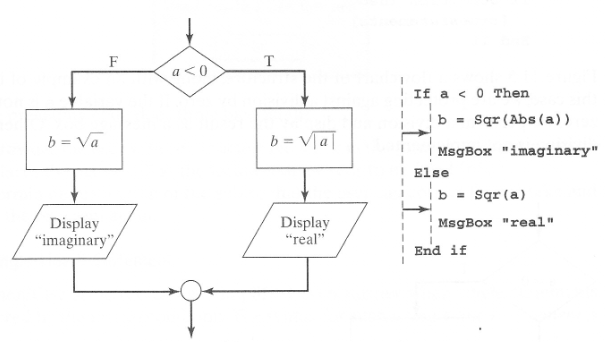 F
T
a < 0
b = √a
b = √|a|
Display
"imaginary"
Display
"real"
If a < 0 Then
b = Sqr(Abs(a))
MsgBox "imaginary"
Else
b = Sqr(a)
MsgBox "real"
End if